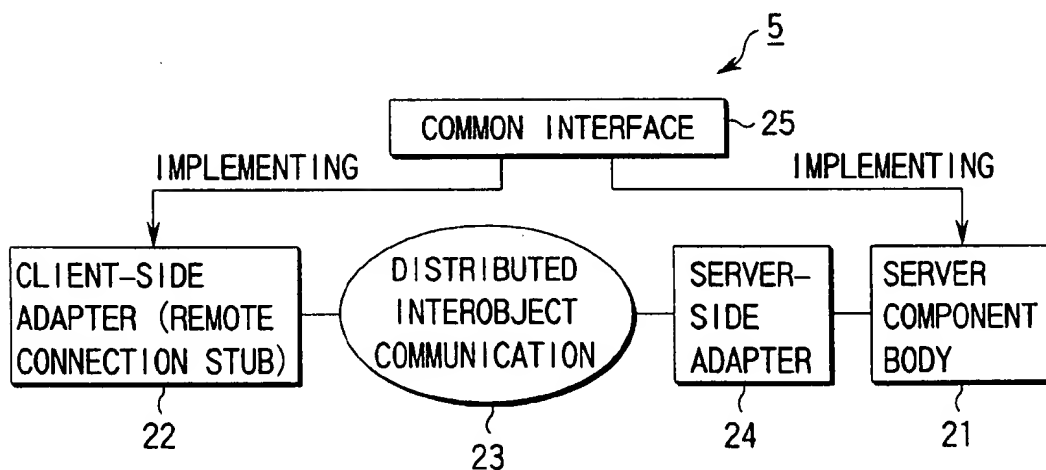 5
COMMON INTERFACE
25
IMPLEMENTING
IMPLEMENTING
CLIENT-SIDE
ADAPTER (REMOTE
CONNECTION STUB)
DISTRIBUTED
INTEROBJECT
COMMUNICATION
SERVER-
SIDE
ADAPTER
SERVER
COMPONENT
BODY
22
23
24
21